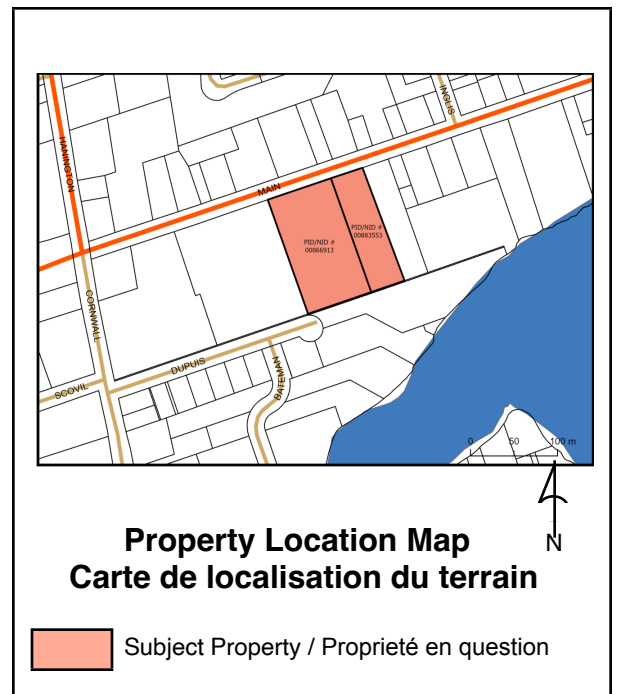 INGLIS
HANINGTON
MAIN
PID/NID #
00883553
PID/NID #
00866913
CORNWALL
DUPUIS
BATEMAN
SCOVIL
0 50 100 m
N
Property Location Map
Carte de localisation du terrain
Subject Property / Proprieté en question